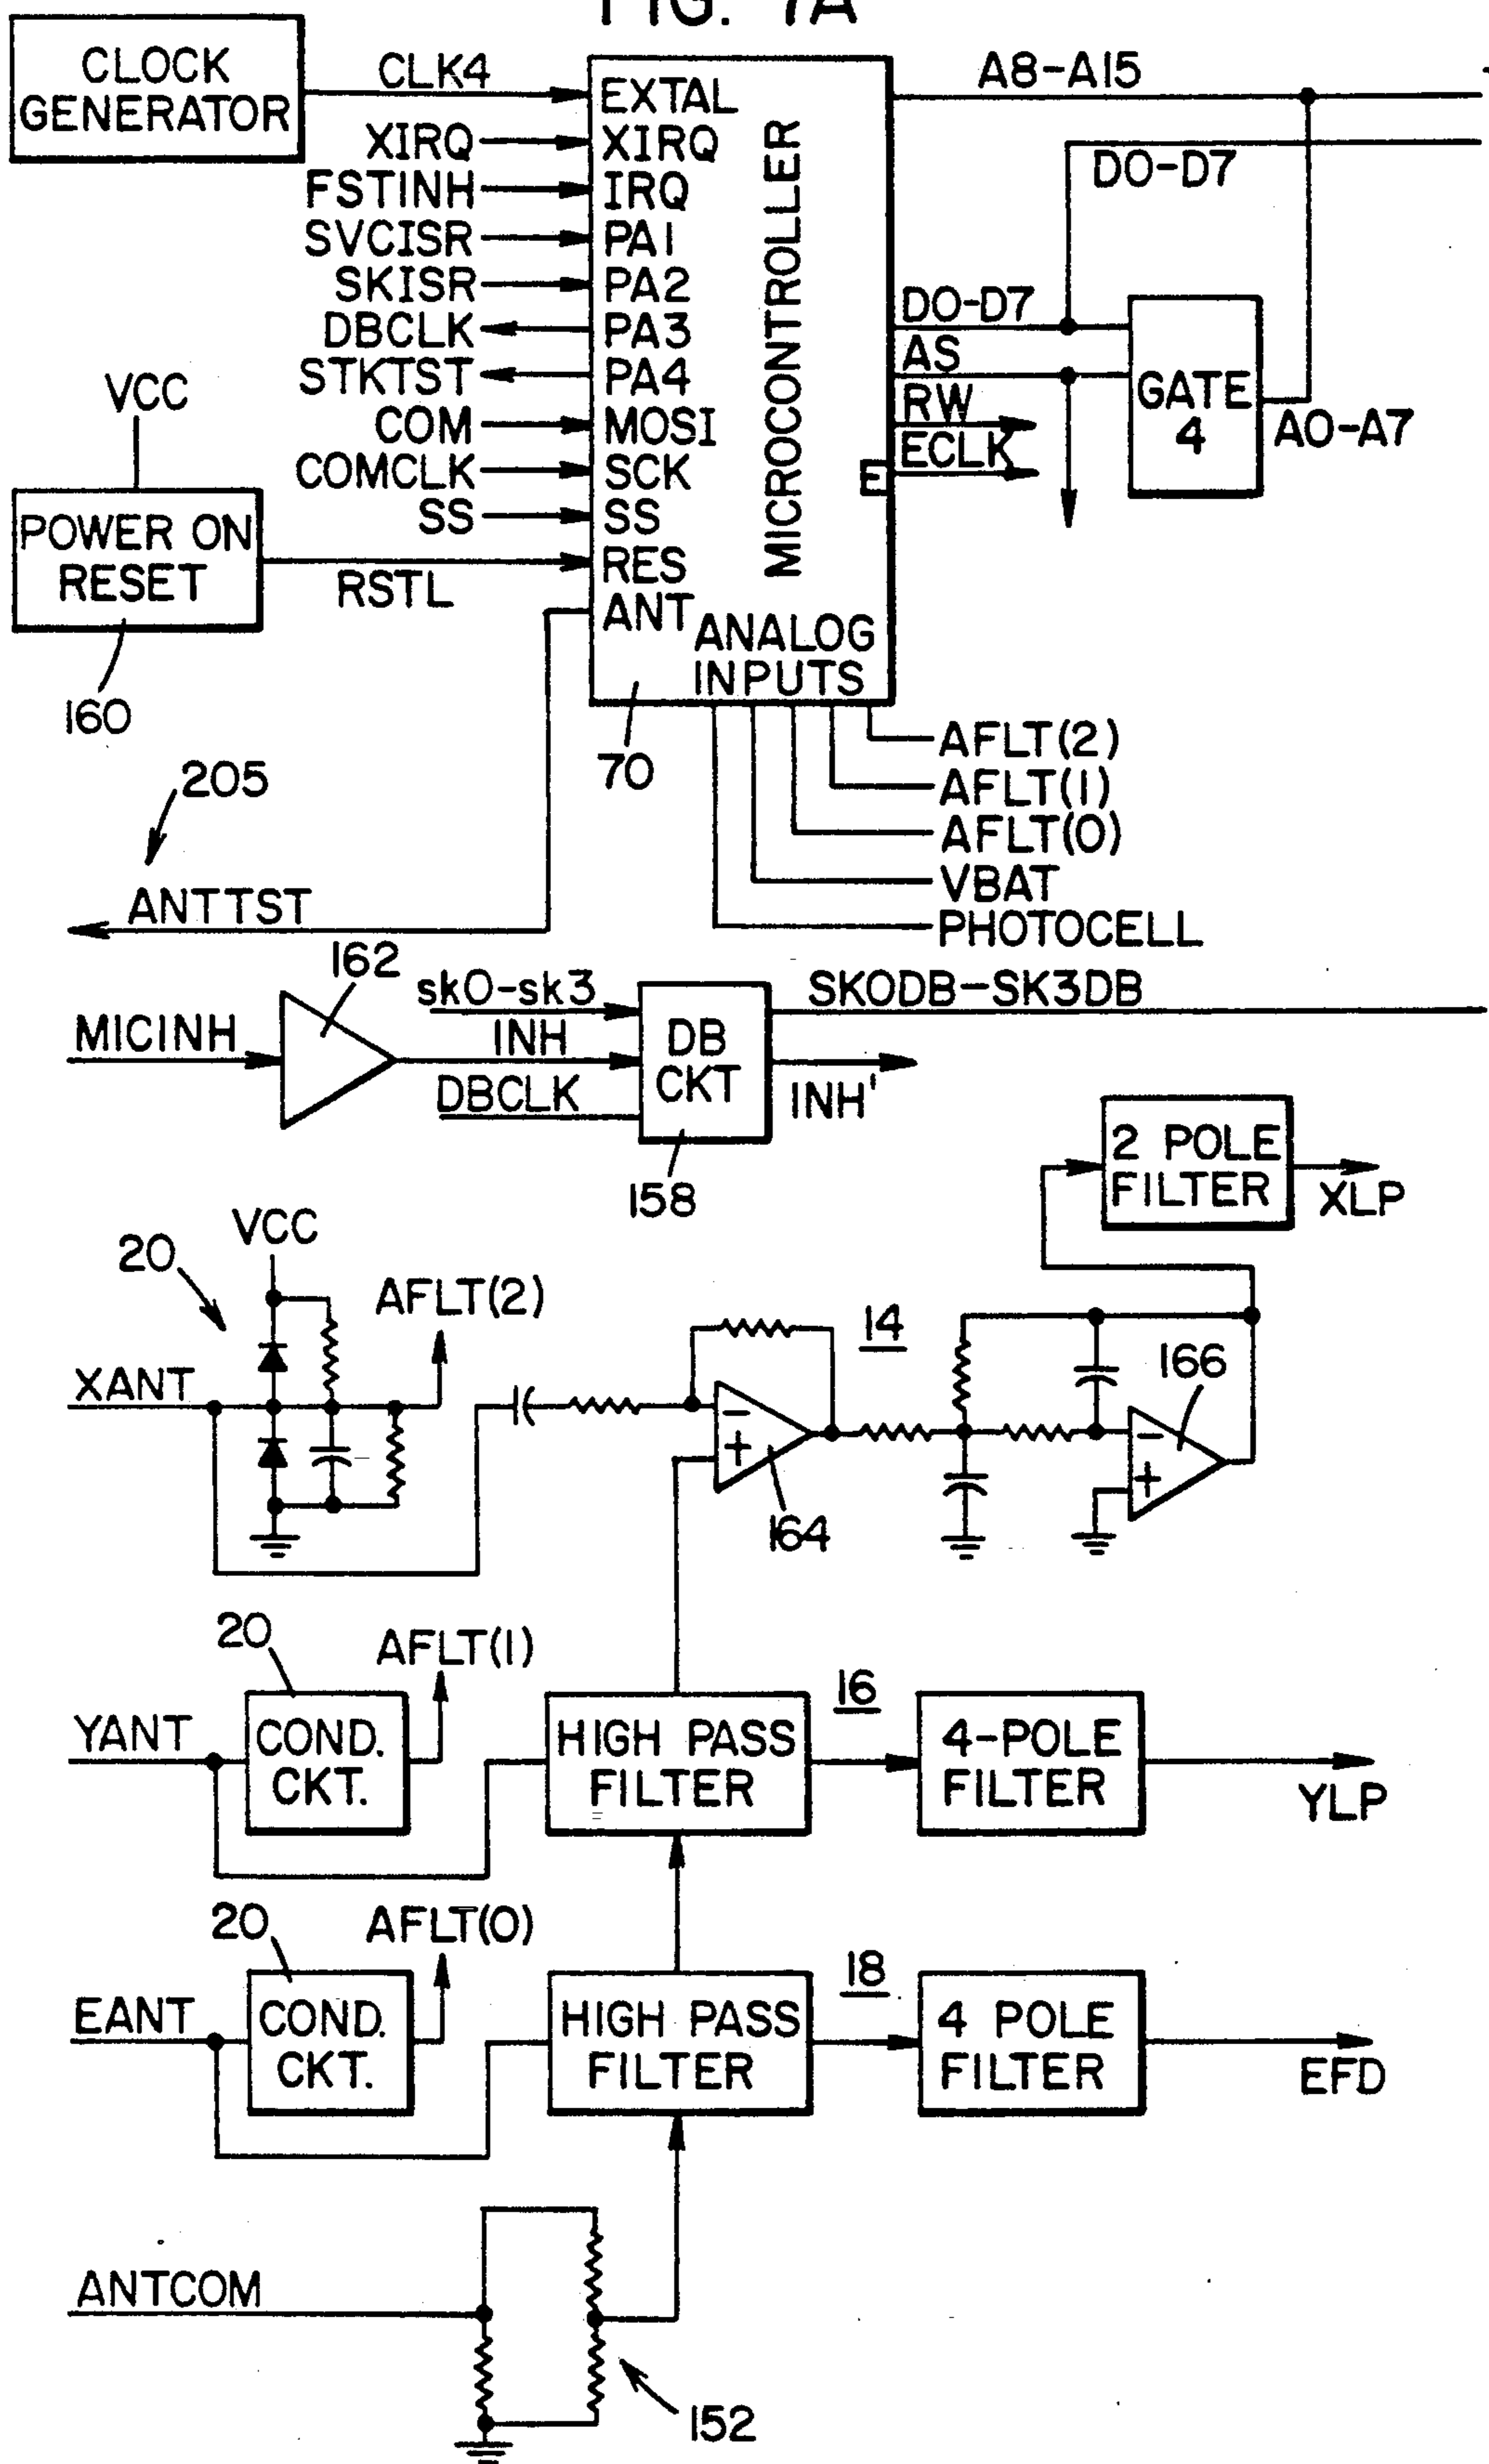 FIG. 7A
CLOCK
GENERATOR
CLK4
EXTAL
A8-A15
XIRQ
XIRQ
D0-D7
FSTINH
IRQ
SVCISR
PA1
SKISR
PA2
DBCLK
PA3
STKTST
PA4
COM
MOSI
COMCLK
SCK
SS
SS
RES
ANT
MICROCONTROLLER
ANALOG
INPUTS
D0-D7
AS
RW
ECLK
E
GATE
4
A0-A7
VCC
POWER ON
RESET
RSTL
160
70
205
AFLT(2)
AFLT(1)
AFLT(0)
VBAT
PHOTOCELL
ANTTST
162
sk0-sk3
SK0DB-SK3DB
MICINH
INH
DB
CKT
DBCLK
INH'
158
2 POLE
FILTER
XLP
20
VCC
AFLT(2)
14
XANT
166
-
+
-
+
164
20
AFLT(1)
16
YANT
COND.
CKT.
HIGH PASS
FILTER
4-POLE
FILTER
YLP
20
AFLT(0)
18
EANT
COND.
CKT.
HIGH PASS
FILTER
4 POLE
FILTER
EFD
ANTCOM
152